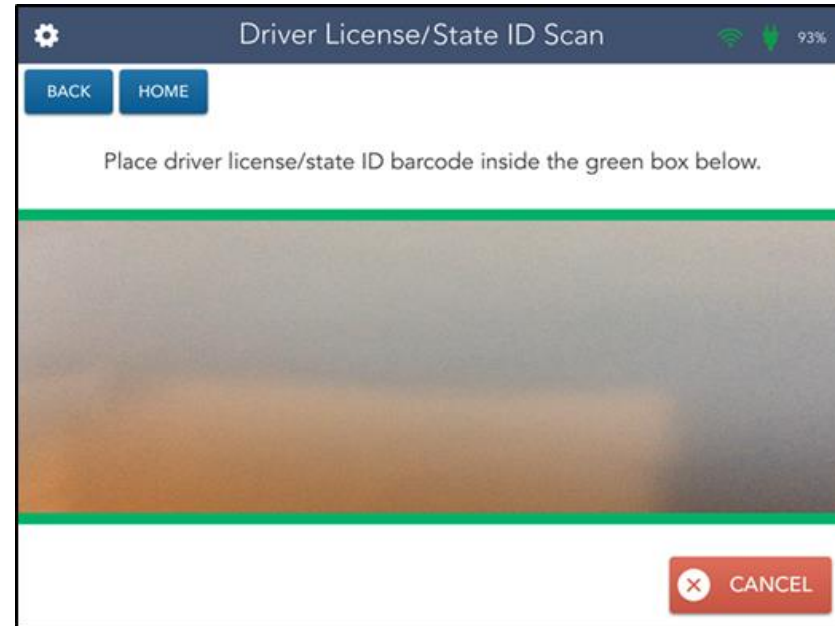 Driver License/State ID Scan
93%
BACK
HOME
Place driver license/state ID barcode inside the green box below.
CANCEL